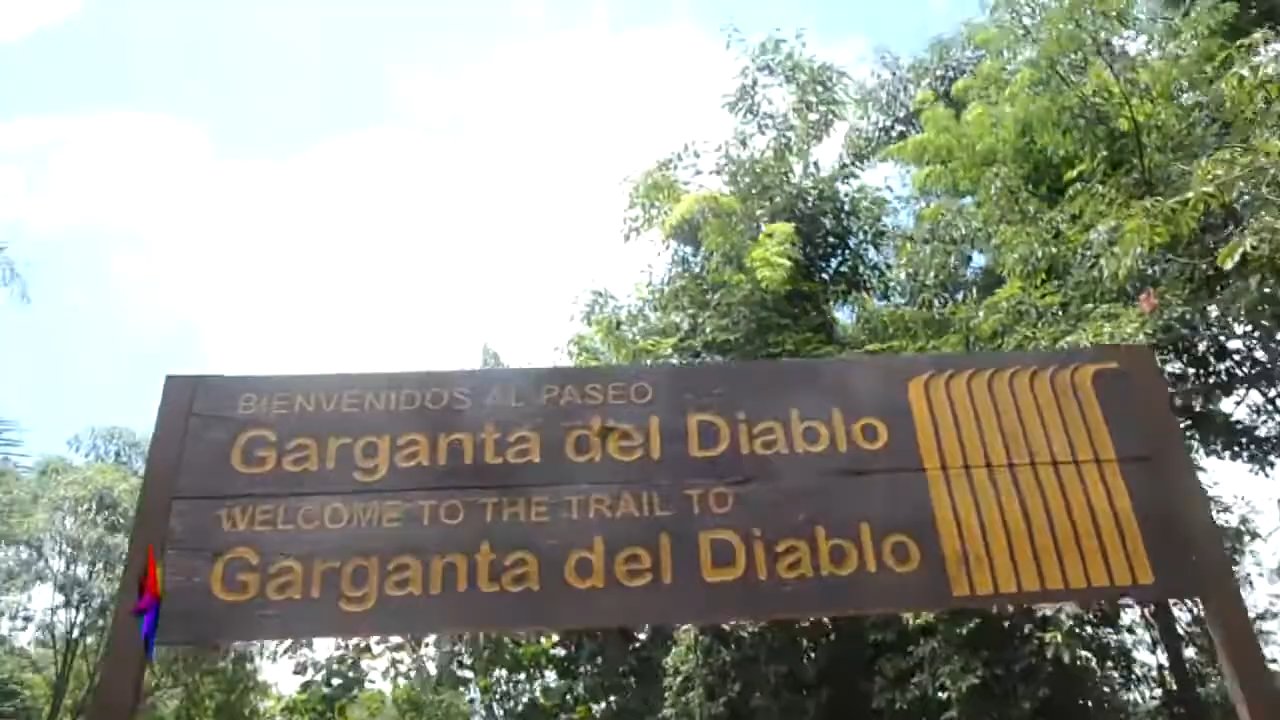 BIENVENIDOS AL PASEO
Garganta del Diablo
WELCOME TO THE TRAIL TO
Garganta del Diablo